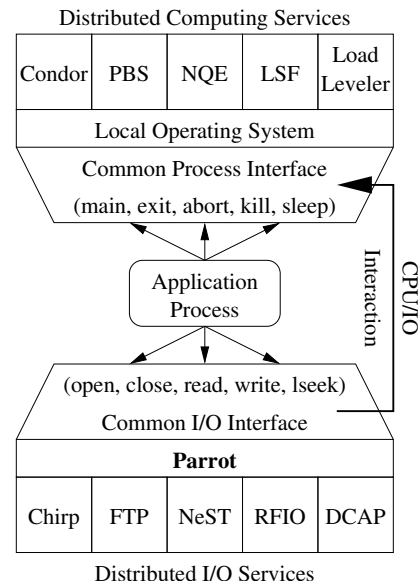 Distributed Computing Services
Condor PBS NQE LSF Load Leveler
Local Operating System
Common Process Interface
(main, exit, abort, kill, sleep)
CPU/IO
Interaction
Application
Process
(open, close, read, write, lseek)
Common I/O Interface
Parrot
Chirp FTP NeST RFIO DCAP
Distributed I/O Services